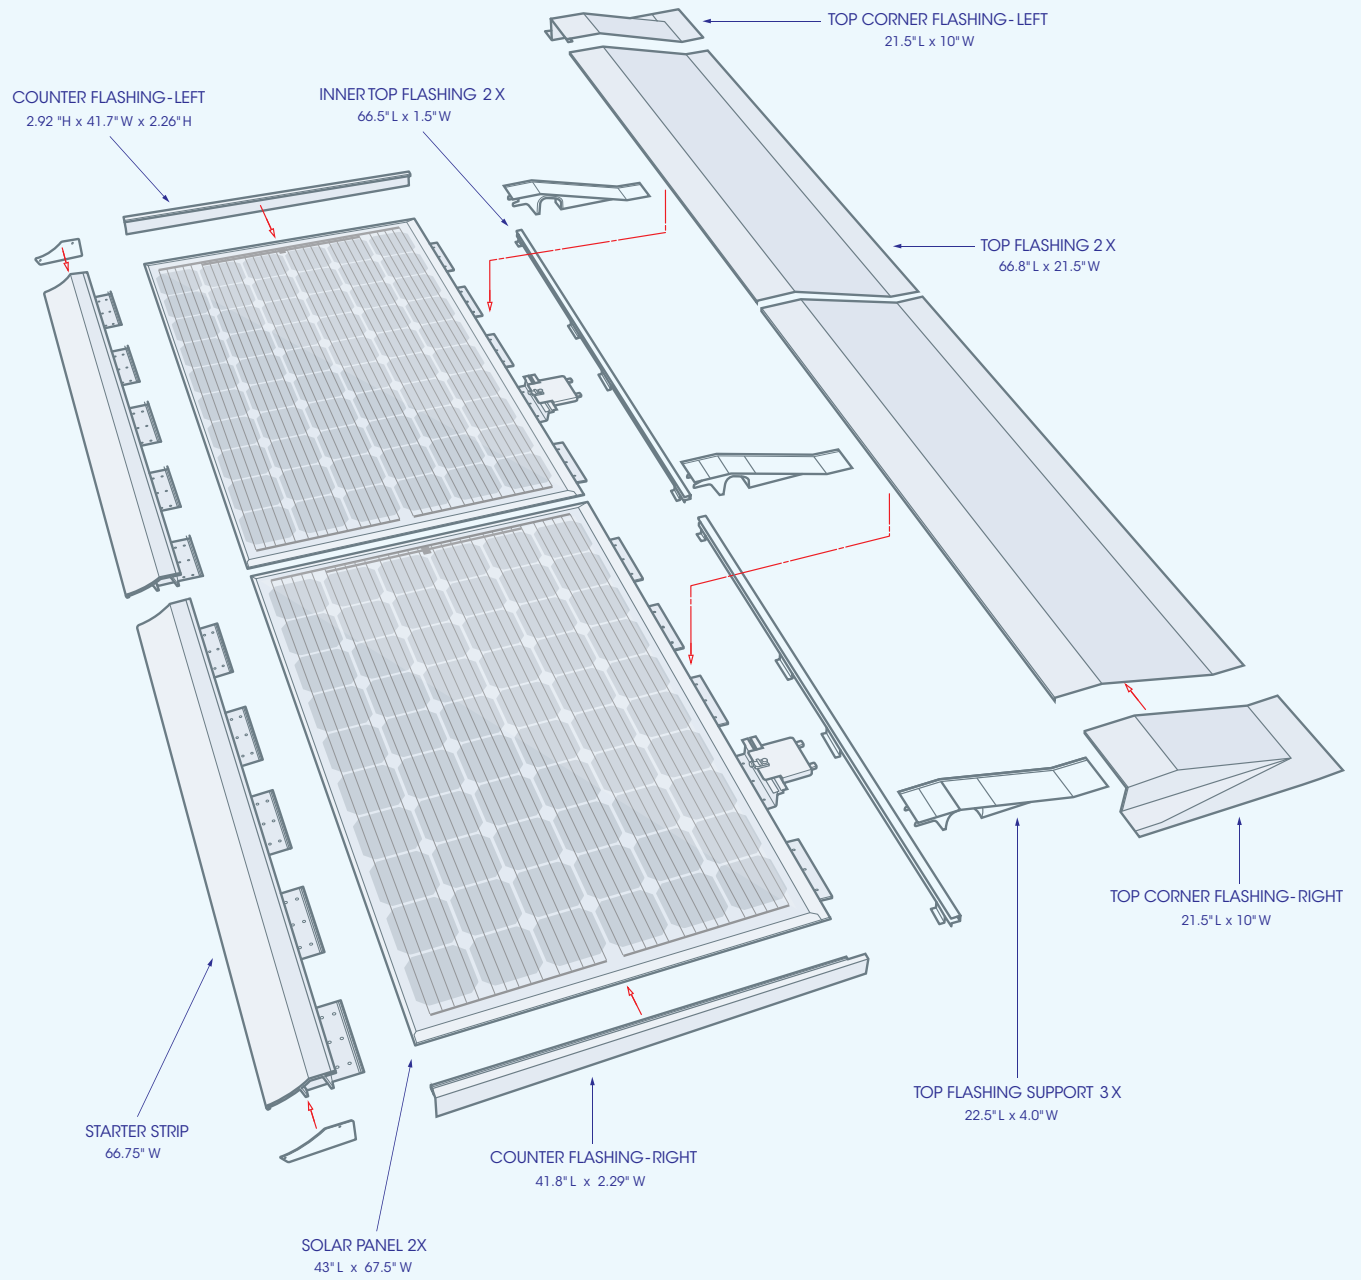 TOP CORNER FLASHING-LEFT
21.5"L x 10"W
COUNTER FLASHING-LEFT
2.92 "H x 41.7"W x 2.26"H
INNER TOP FLASHING 2 X
66.5"L x 1.5"W
TOP FLASHING 2 X
66.8"L x 21.5"W
TOP CORNER FLASHING-RIGHT
21.5"L x 10"W
TOP FLASHING SUPPORT 3 X
22.5"L x 4.0"W
STARTER STRIP
66.75" W
COUNTER FLASHING-RIGHT
41.8"L x 2.29" W
SOLAR PANEL 2X
43"L x 67.5" W